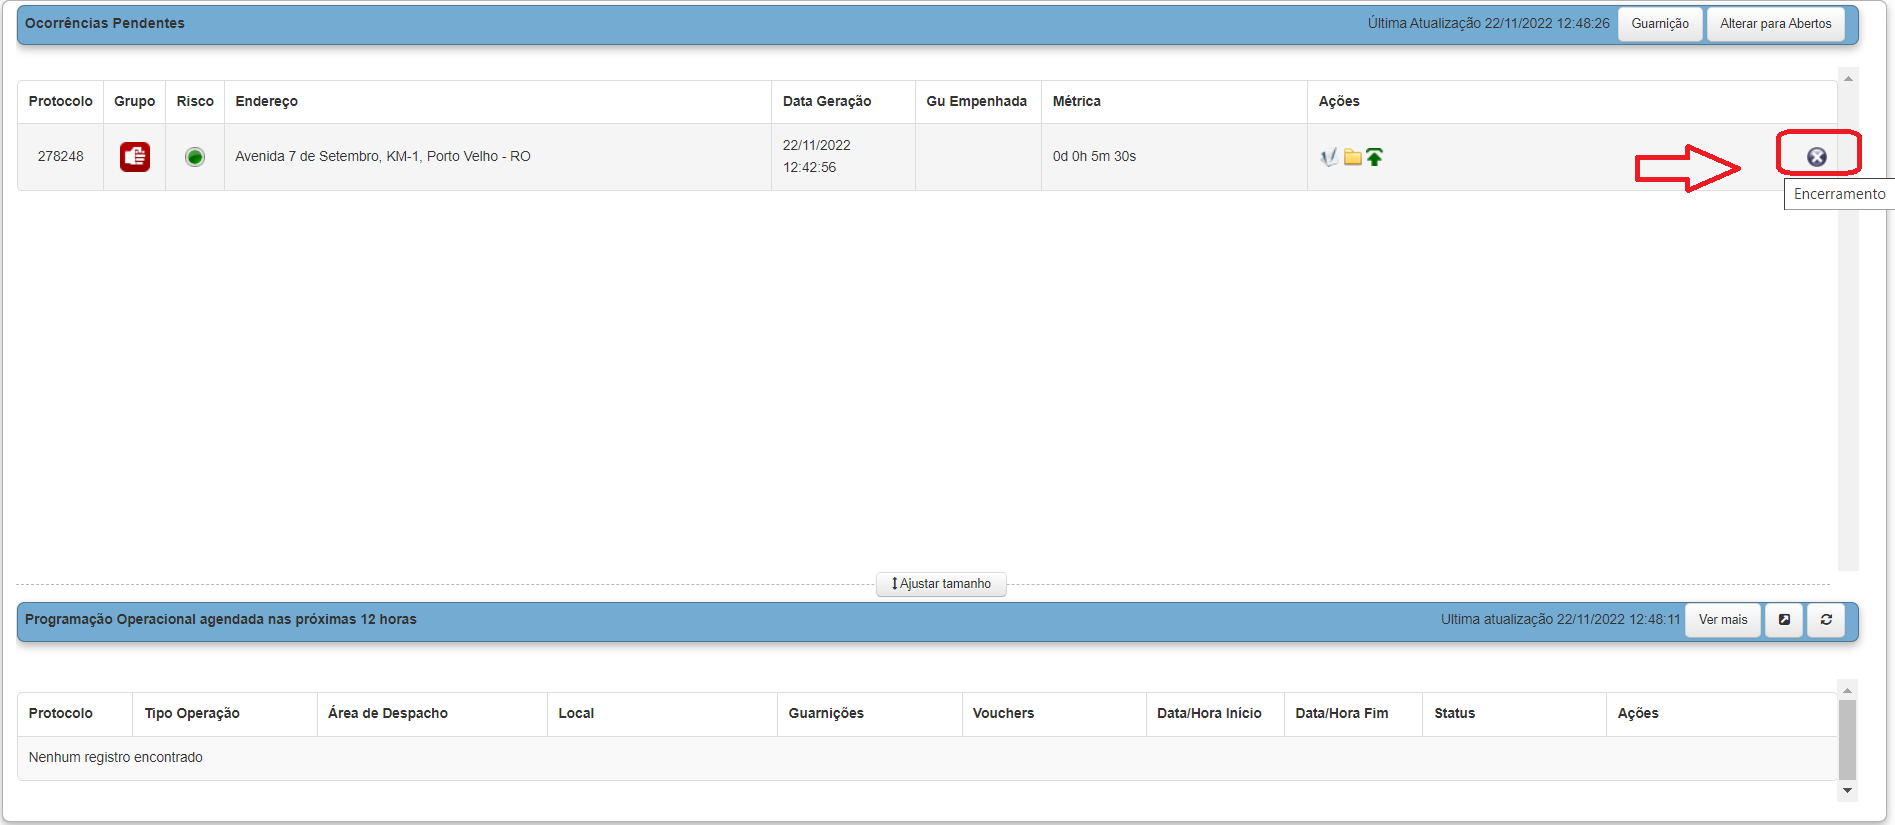 Ocorrências Pendentes
Última Atualização 22/11/2022 12:48:26
Guarnição
Alterar para Abertos
Protocolo Grupo Risco Endereço Data Geração Gu Empenhada Métrica Ações
278248 Avenida 7 de Setembro, KM-1, Porto Velho - RO 22/11/2022 12:42:56 0d 0h 5m 30s
Encerramento
Ajustar tamanho
Programação Operacional agendada nas próximas 12 horas
Ultima atualização 22/11/2022 12:48:11
Ver mais
Protocolo Tipo Operação Área de Despacho Local Guarnições Vouchers Data/Hora Início Data/Hora Fim Status Ações
Nenhum registro encontrado